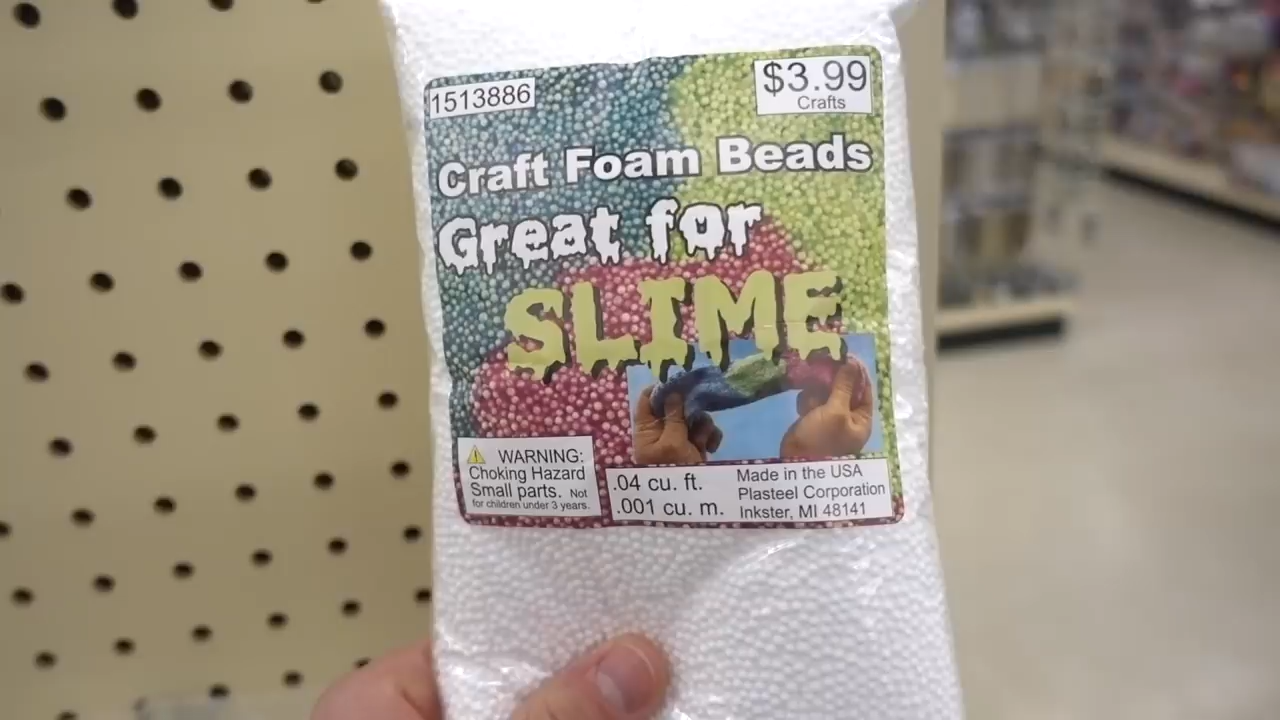 1513886
$3.99
Crafts
Craft Foam Beads
Great for
SLIME
WARNING:
Choking Hazard
Small parts. Not
for children under 3 years.
.04 cu. ft.
.001 cu. m.
Made in the USA
Plasteel Corporation
Inkster, MI 48141